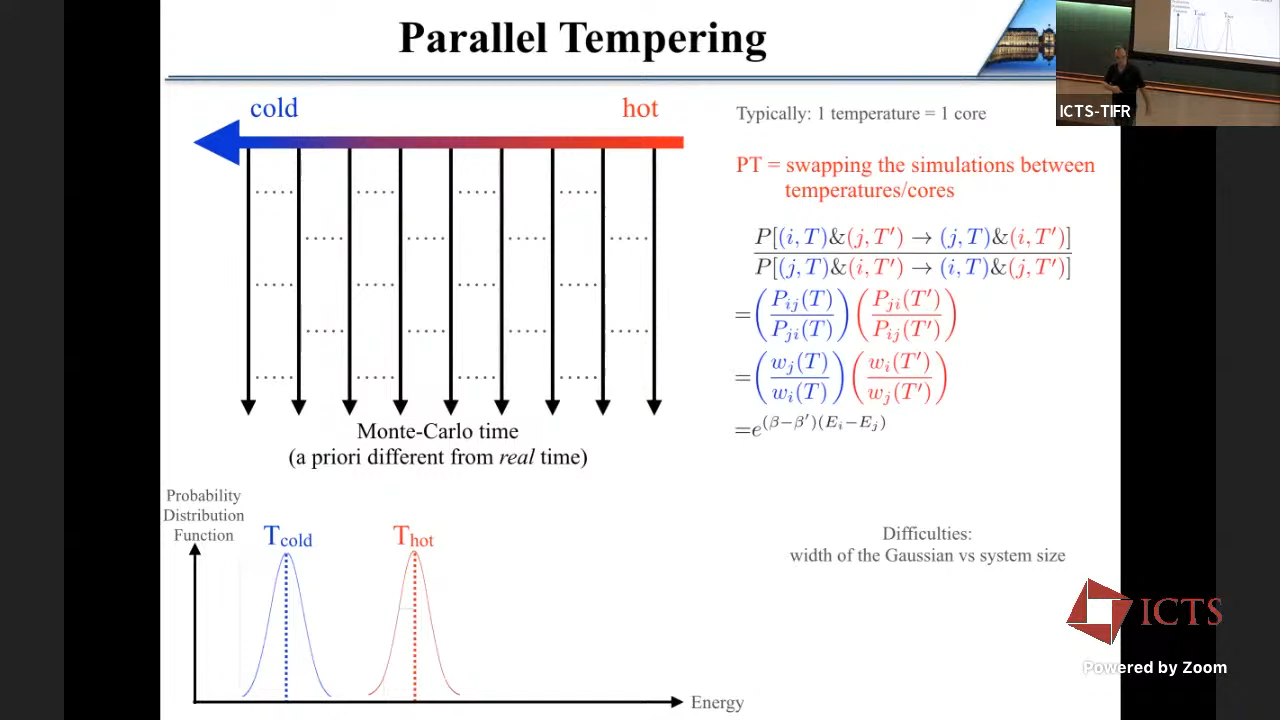 Parallel Tempering
cold
hot
Monte-Carlo time
(a priori different from real time)
Typically: 1 temperature = 1 core
PT = swapping the simulations between
temperatures/cores
P[(i, T)&(j, T′) → (j, T)&(i, T′)]
P[(j, T)&(i, T′) → (i, T)&(j, T′)]
=(P_ij(T)/P_ji(T)) (P_ji(T′)/P_ij(T′))
=(w_j(T)/w_i(T)) (w_i(T′)/w_j(T′))
=e^(β−β′)(E_i−E_j)
Probability
Distribution
Function
T_cold
T_hot
Energy
Difficulties:
width of the Gaussian vs system size
ICTS-TIFR
ICTS
Powered by Zoom